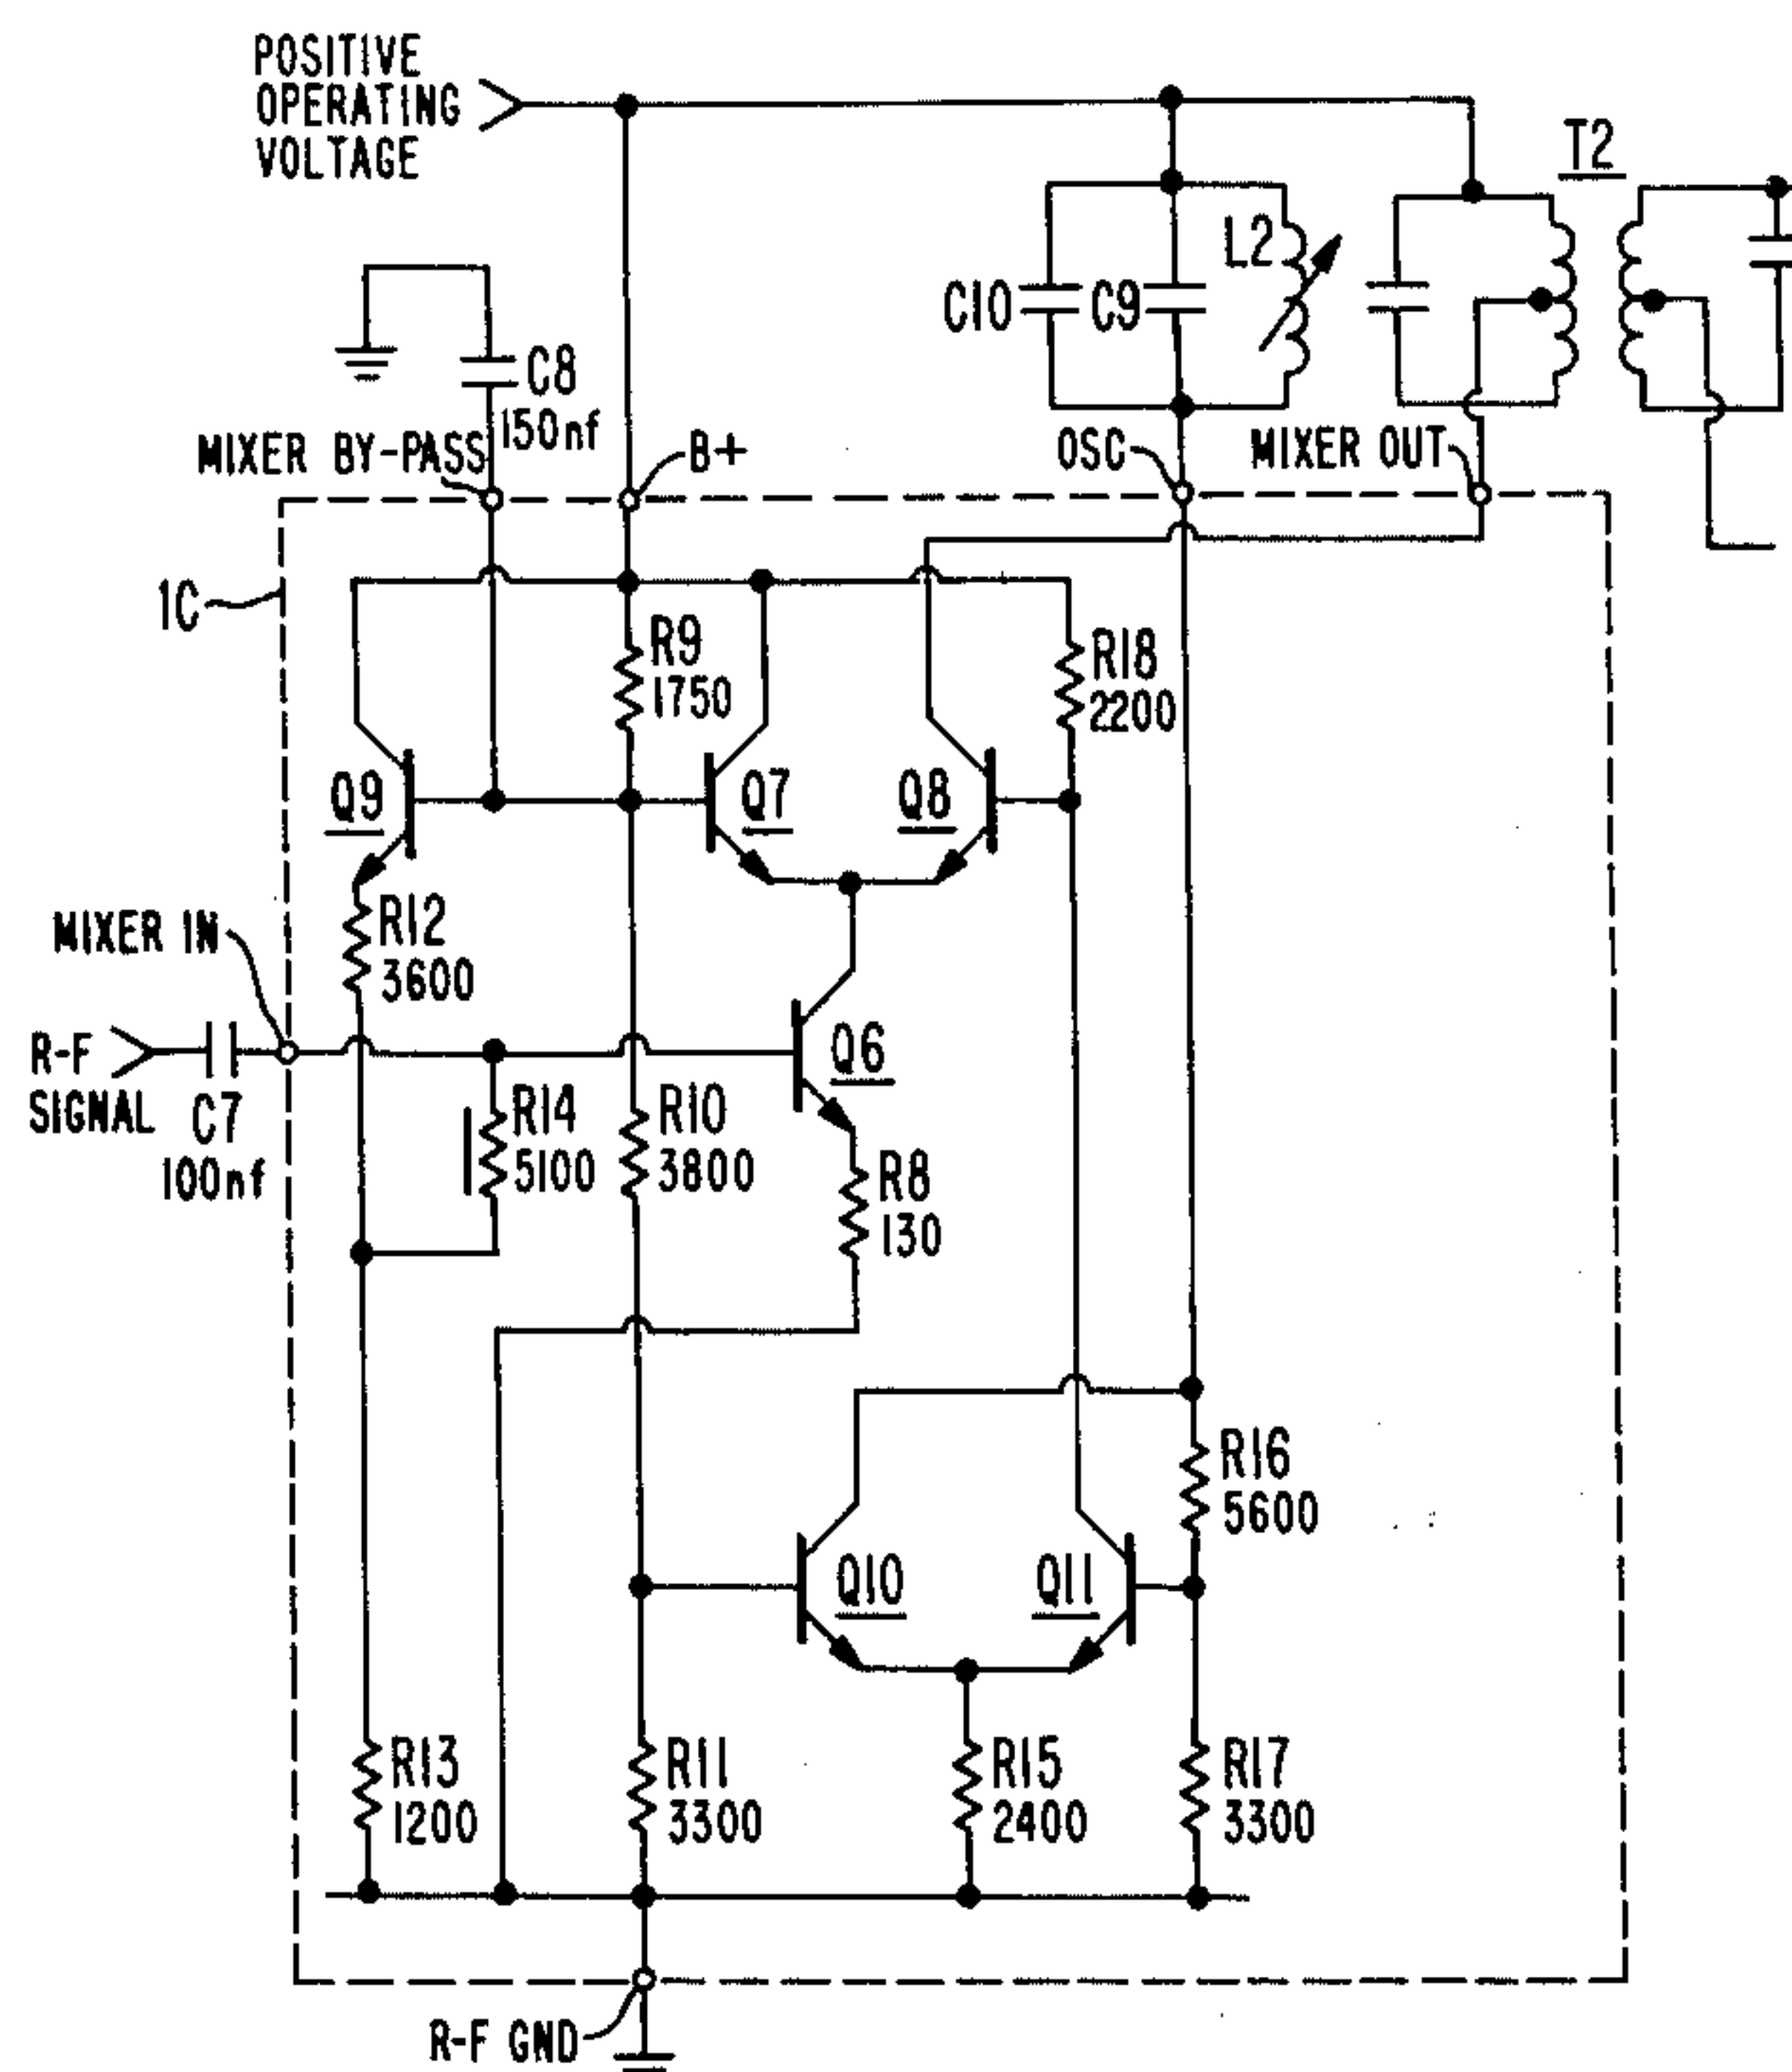 POSITIVE
OPERATING
VOLTAGE
T2
L2
C10
C9
C8
150nf
MIXER BY-PASS
B+
OSC
MIXER OUT
1C
R9
1750
R18
2200
Q9
Q7
Q8
R12
3600
MIXER IN
R-F
SIGNAL
C7
100nf
Q6
R14
5100
R10
3800
R8
130
R16
5600
Q10
Q11
R13
1200
R11
3300
R15
2400
R17
3300
R-F GND